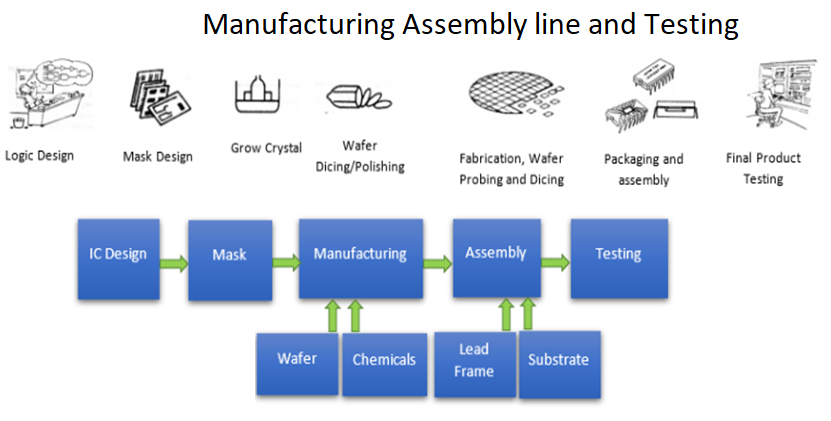 Manufacturing Assembly line and Testing
Logic Design
Mask Design
Grow Crystal
Wafer
Dicing/Polishing
Fabrication, Wafer
Probing and Dicing
Packaging and
assembly
Final Product
Testing
IC Design
Mask
Manufacturing
Assembly
Testing
Wafer
Chemicals
Lead
Frame
Substrate